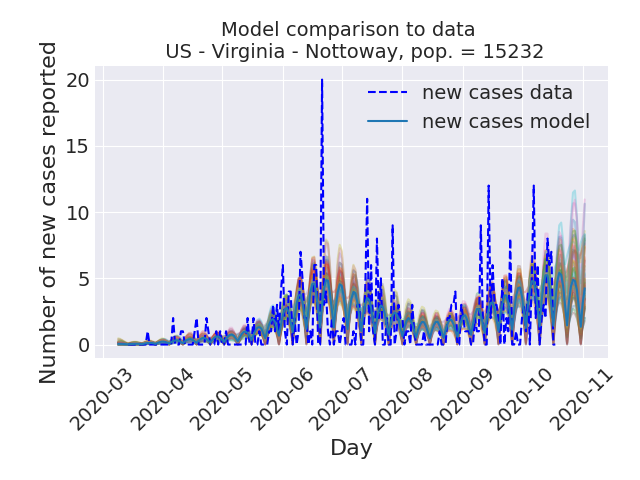 Model comparison to data
US - Virginia - Nottoway, pop. = 15232
Number of new cases reported
20
15
10
5
0
new cases data
new cases model
2020-03
2020-04
2020-05
2020-06
2020-07
2020-08
2020-09
2020-10
2020-11
Day